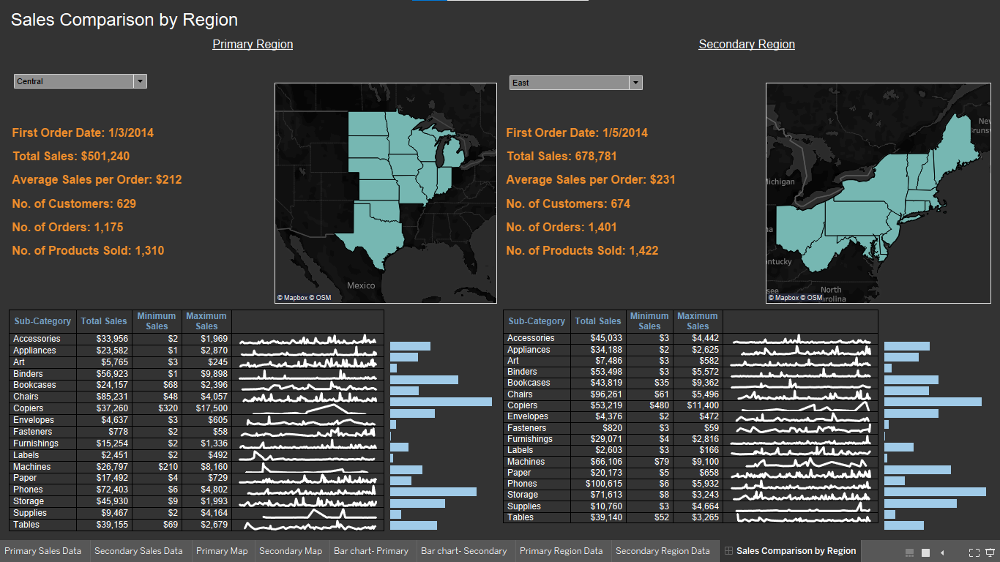 Sales Comparison by Region
Primary Region
Secondary Region
Central
East
First Order Date: 1/3/2014
Total Sales: $501,240
Average Sales per Order: $212
No. of Customers: 629
No. of Orders: 1,175
No. of Products Sold: 1,310
Mexico
© Mapbox © OSM
First Order Date: 1/5/2014
Total Sales: 678,781
Average Sales per Order: $231
No. of Customers: 674
No. of Orders: 1,401
No. of Products Sold: 1,422
New
Bruns
Michigan
na
entucky
see
North
rolina
© Mapbox © OSM
Sub-Category Total Sales Minimum Sales Maximum Sales
Accessories $33,956 $2 $1,969
Appliances $23,582 $1 $2,870
Art $5,765 $3 $245
Binders $56,923 $1 $9,898
Bookcases $24,157 $68 $2,396
Chairs $85,231 $48 $4,057
Copiers $37,260 $320 $17,500
Envelopes $4,637 $3 $605
Fasteners $778 $2 $58
Furnishings $15,254 $2 $1,336
Labels $2,451 $2 $492
Machines $26,797 $210 $8,160
Paper $17,492 $4 $729
Phones $72,403 $6 $4,802
Storage $45,930 $9 $1,993
Supplies $9,467 $2 $4,164
Tables $39,155 $69 $2,679
Sub-Category Total Sales Minimum Sales Maximum Sales
Accessories $45,033 $3 $4,442
Appliances $34,188 $2 $2,625
Art $7,486 $3 $582
Binders $53,498 $3 $5,572
Bookcases $43,819 $35 $9,362
Chairs $96,261 $61 $5,496
Copiers $53,219 $480 $11,400
Envelopes $4,376 $2 $472
Fasteners $820 $3 $59
Furnishings $29,071 $4 $2,816
Labels $2,603 $3 $166
Machines $66,106 $79 $9,100
Paper $20,173 $5 $658
Phones $100,615 $6 $5,932
Storage $71,613 $8 $3,243
Supplies $10,760 $3 $4,664
Tables $39,140 $52 $3,265
Primary Sales Data Secondary Sales Data Primary Map Secondary Map Bar chart- Primary Bar chart- Secondary Primary Region Data Secondary Region Data Sales Comparison by Region